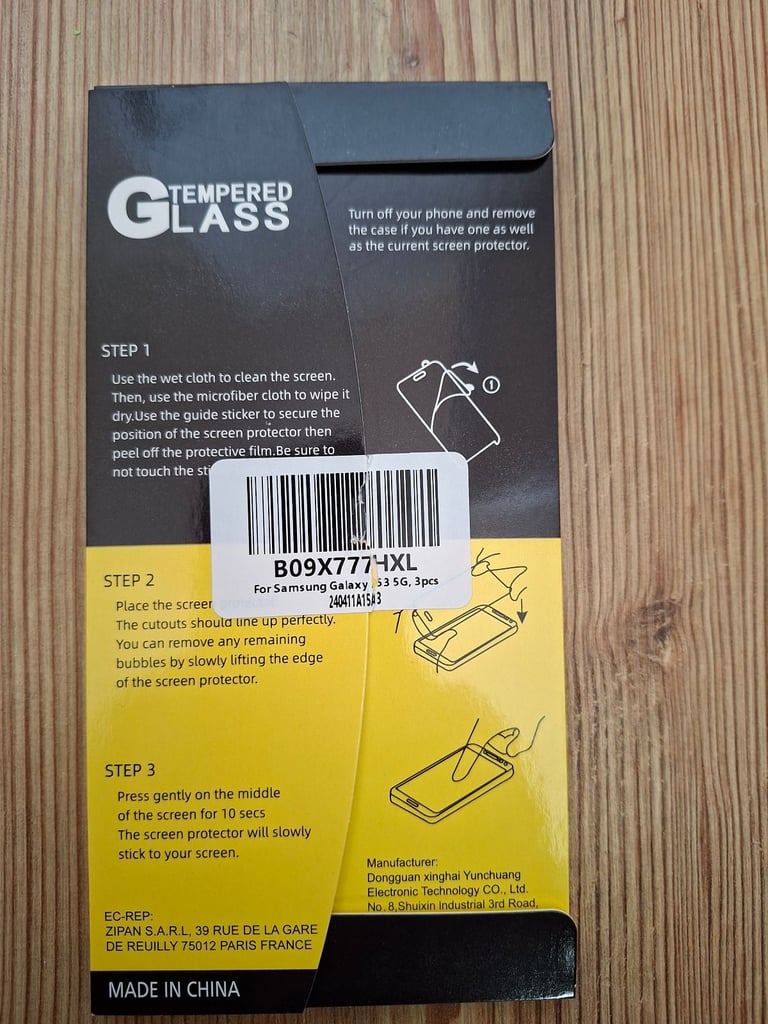 TEMPERED
GLASS
Turn off your phone and remove
the case if you have one as well
as the current screen protector.
STEP 1
Use the wet cloth to clean the screen.
Then, use the microfiber cloth to wipe it
dry.Use the guide sticker to secure the
position of the screen protector then
peel off the protective film.Be sure to
not touch the
1
B09X777HXL
For Samsung Galaxy 53 5G, 3pcs
240411A15A3
STEP 2
Place the screen
The cutouts should line up perfectly.
You can remove any remaining
bubbles by slowly lifting the edge
of the screen protector.
STEP 3
Press gently on the middle
of the screen for 10 secs
The screen protector will slowly
stick to your screen.
Manufacturer:
Dongguan xinghai Yunchuang
Electronic Technology CO., Ltd.
No.8,Shuixin Industrial 3rd Road,
EC-REP:
ZIPAN S.A.R.L, 39 RUE DE LA GARE
DE REUILLY 75012 PARIS FRANCE
MADE IN CHINA